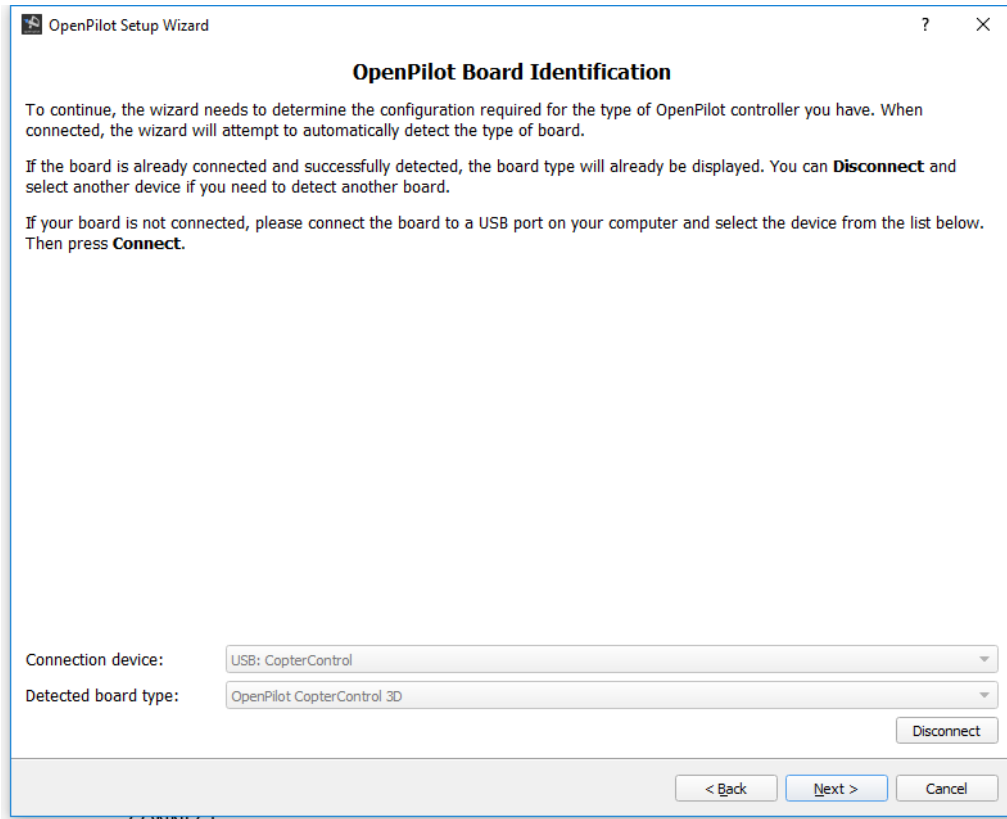 OpenPilot Setup Wizard
?
OpenPilot Board Identification
To continue, the wizard needs to determine the configuration required for the type of OpenPilot controller you have. When
connected, the wizard will attempt to automatically detect the type of board.
If the board is already connected and successfully detected, the board type will already be displayed. You can Disconnect and
select another device if you need to detect another board.
If your board is not connected, please connect the board to a USB port on your computer and select the device from the list below.
Then press Connect.
Connection device: USB: CopterControl
Detected board type: OpenPilot CopterControl 3D
Disconnect
< Back Next > Cancel